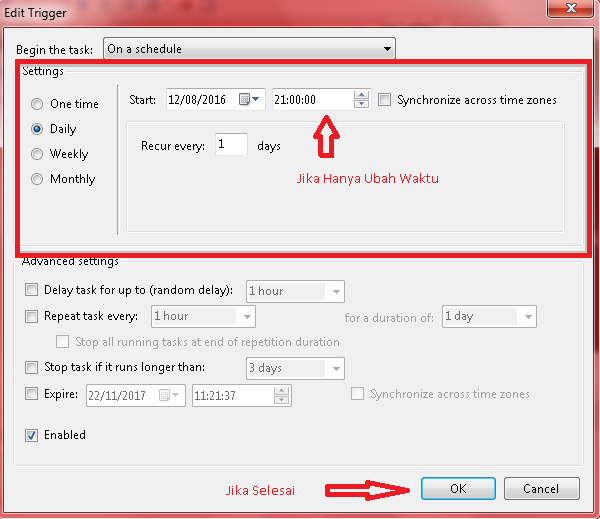 Edit Trigger
Begin the task: On a schedule
Settings
One time
Daily
Weekly
Monthly
Start: 12/08/2016 21:00:00 Synchronize across time zones
Recur every: 1 days
Jika Hanya Ubah Waktu
Advanced settings
Delay task for up to (random delay): 1 hour
Repeat task every: 1 hour for a duration of: 1 day
Stop all running tasks at end of repetition duration
Stop task if it runs longer than: 3 days
Expire: 22/11/2017 11:21:37 Synchronize across time zones
Enabled
Jika Selesai OK Cancel